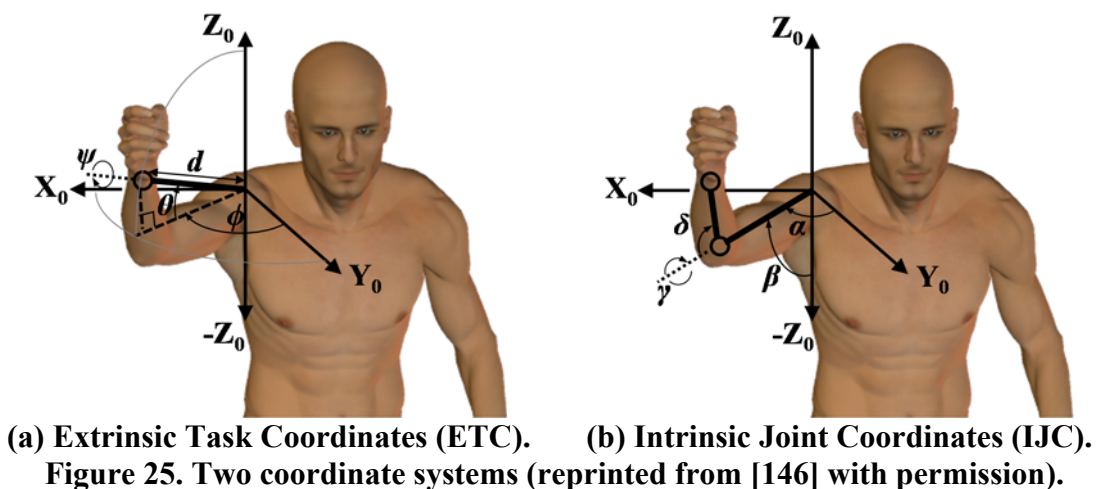 Z₀
Z₀
ψ
d
X₀
θ
ϕ
X₀
δ
α
Y₀
γ
β
Y₀
-Z₀
-Z₀
(a) Extrinsic Task Coordinates (ETC). (b) Intrinsic Joint Coordinates (IJC).
Figure 25. Two coordinate systems (reprinted from [146] with permission).